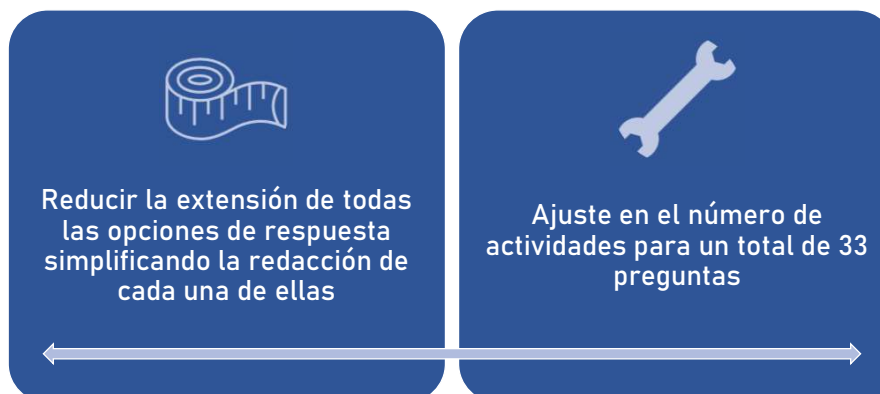 Reducir la extensión de todas
las opciones de respuesta
simplificando la redacción de
cada una de ellas
Ajuste en el número de
actividades para un total de 33
preguntas